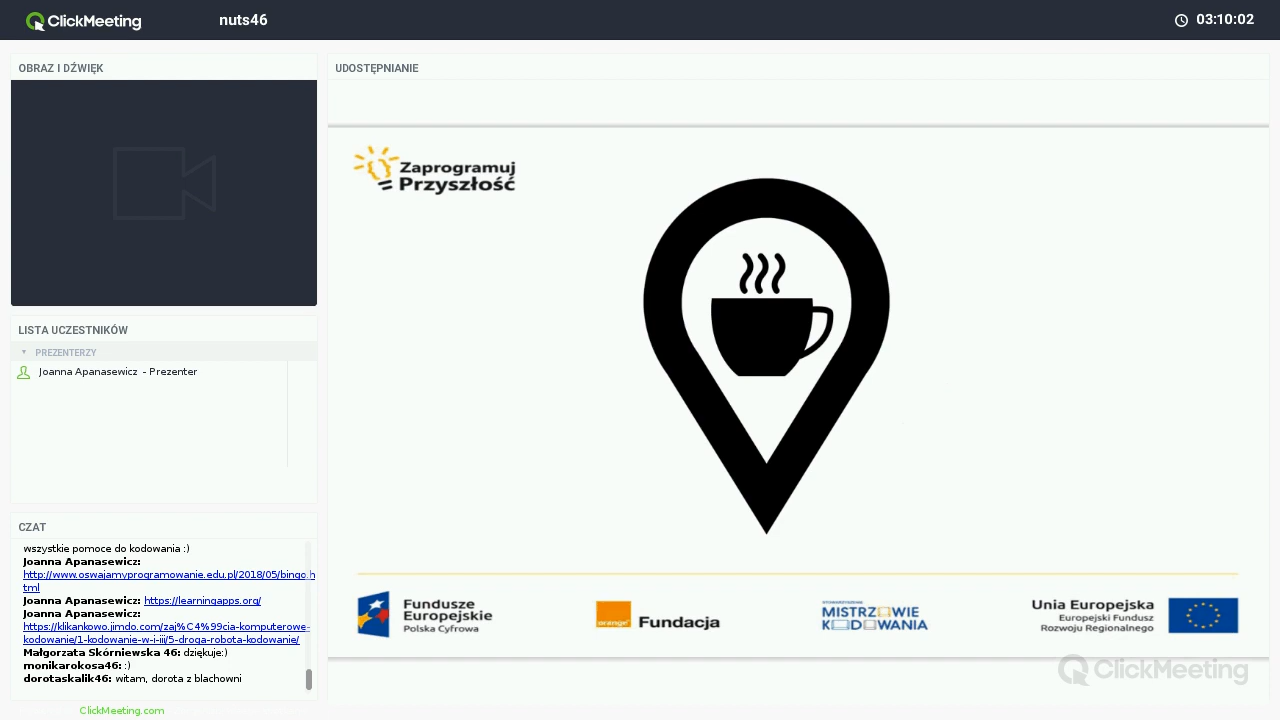 ClickMeeting
nuts46
03:10:02
OBRAZ I DŹWIĘK
UDOSTĘPNIANIE
Zaprogramuj
Przyszłość
LISTA UCZESTNIKÓW
PREZENTERZY
Joanna Apanasewicz - Prezenter
CZAT
wszystkie pomoce do kodowania :)
Joanna Apanasewicz:
http://www.oswajamyprogramowanie.edu.pl/2018/05/bingo.h
tml
Joanna Apanasewicz: https://learningapps.org/
Joanna Apanasewicz:
https://klikankowo.jimdo.com/zaj%C4%99cia-komputerowe-
kodowanie/1-kodowanie-w-i-iii/5-droga-robota-kodowanie/
Małgorzata Skórniewska 46: dziękuje:)
monikarokosa46: :)
dorotaskalik46: witam, dorota z blachowni
Fundusze
Europejskie
Polska Cyfrowa
orange
Fundacja
STOWARZYSZENIE
MISTRZOWIE
KODOWANIA
Unia Europejska
Europejski Fundusz
Rozwoju Regionalnego
ClickMeeting
ClickMeeting.com